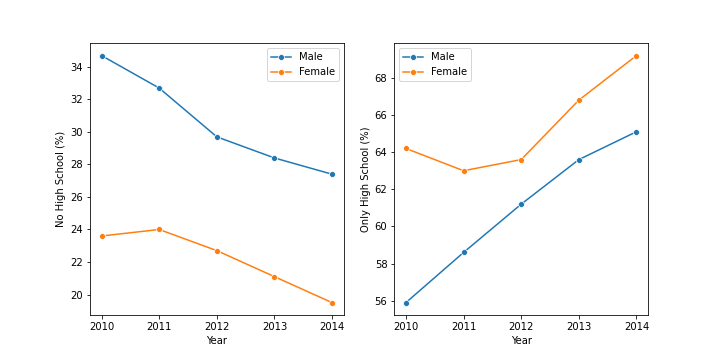 No High School (%)
34
32
30
28
26
24
22
20
2010 2011 2012 2013 2014
Year
Male
Female
Only High School (%)
68
66
64
62
60
58
56
2010 2011 2012 2013 2014
Year
Male
Female